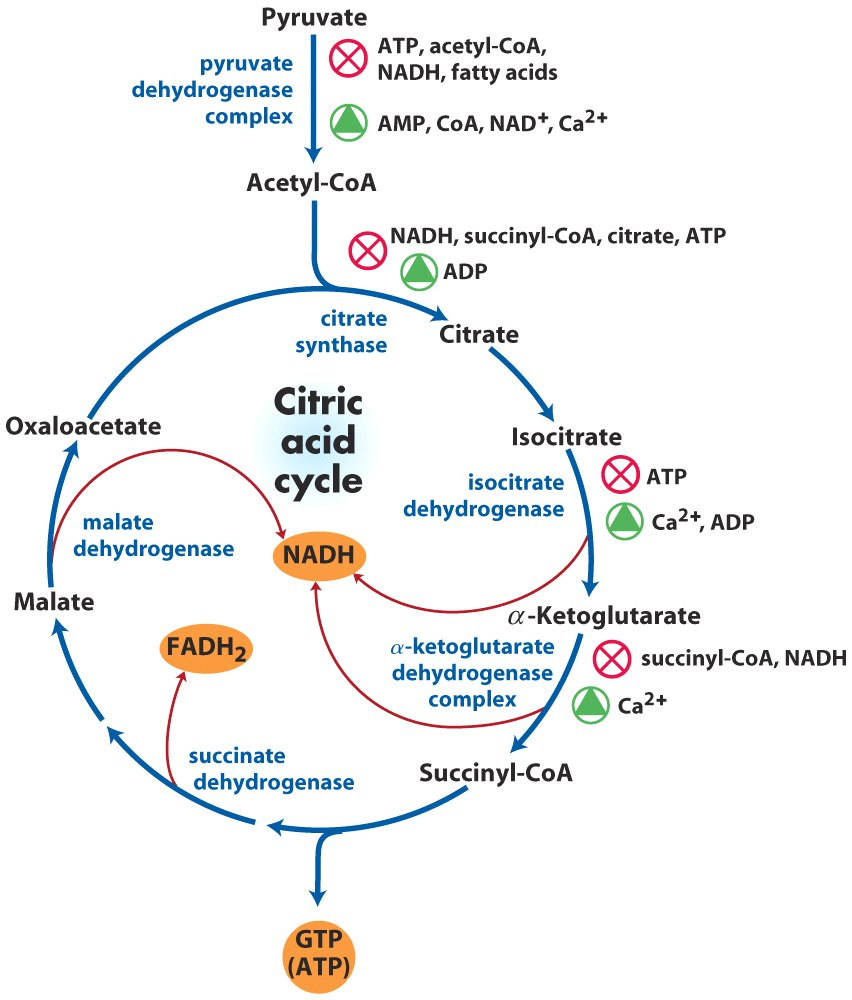 Pyruvate
ATP, acetyl-CoA,
NADH, fatty acids
pyruvate
dehydrogenase
complex
AMP, CoA, NAD⁺, Ca²⁺
Acetyl-CoA
NADH, succinyl-CoA, citrate, ATP
ADP
citrate
synthase
Citrate
Citric
acid
cycle
Oxaloacetate
Isocitrate
isocitrate
dehydrogenase
ATP
Ca²⁺, ADP
malate
dehydrogenase
NADH
Malate
α-Ketoglutarate
FADH₂
α-ketoglutarate
dehydrogenase
complex
succinyl-CoA, NADH
Ca²⁺
succinate
dehydrogenase
Succinyl-CoA
GTP
(ATP)